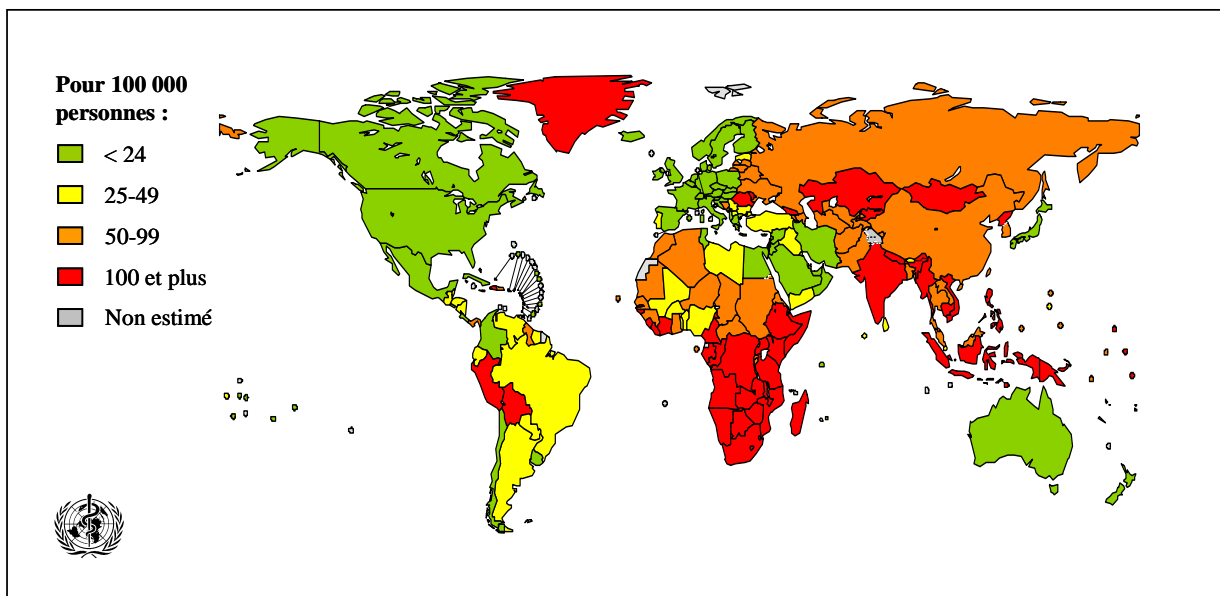 Pour 100 000
personnes :
< 24
25-49
50-99
100 et plus
Non estimé